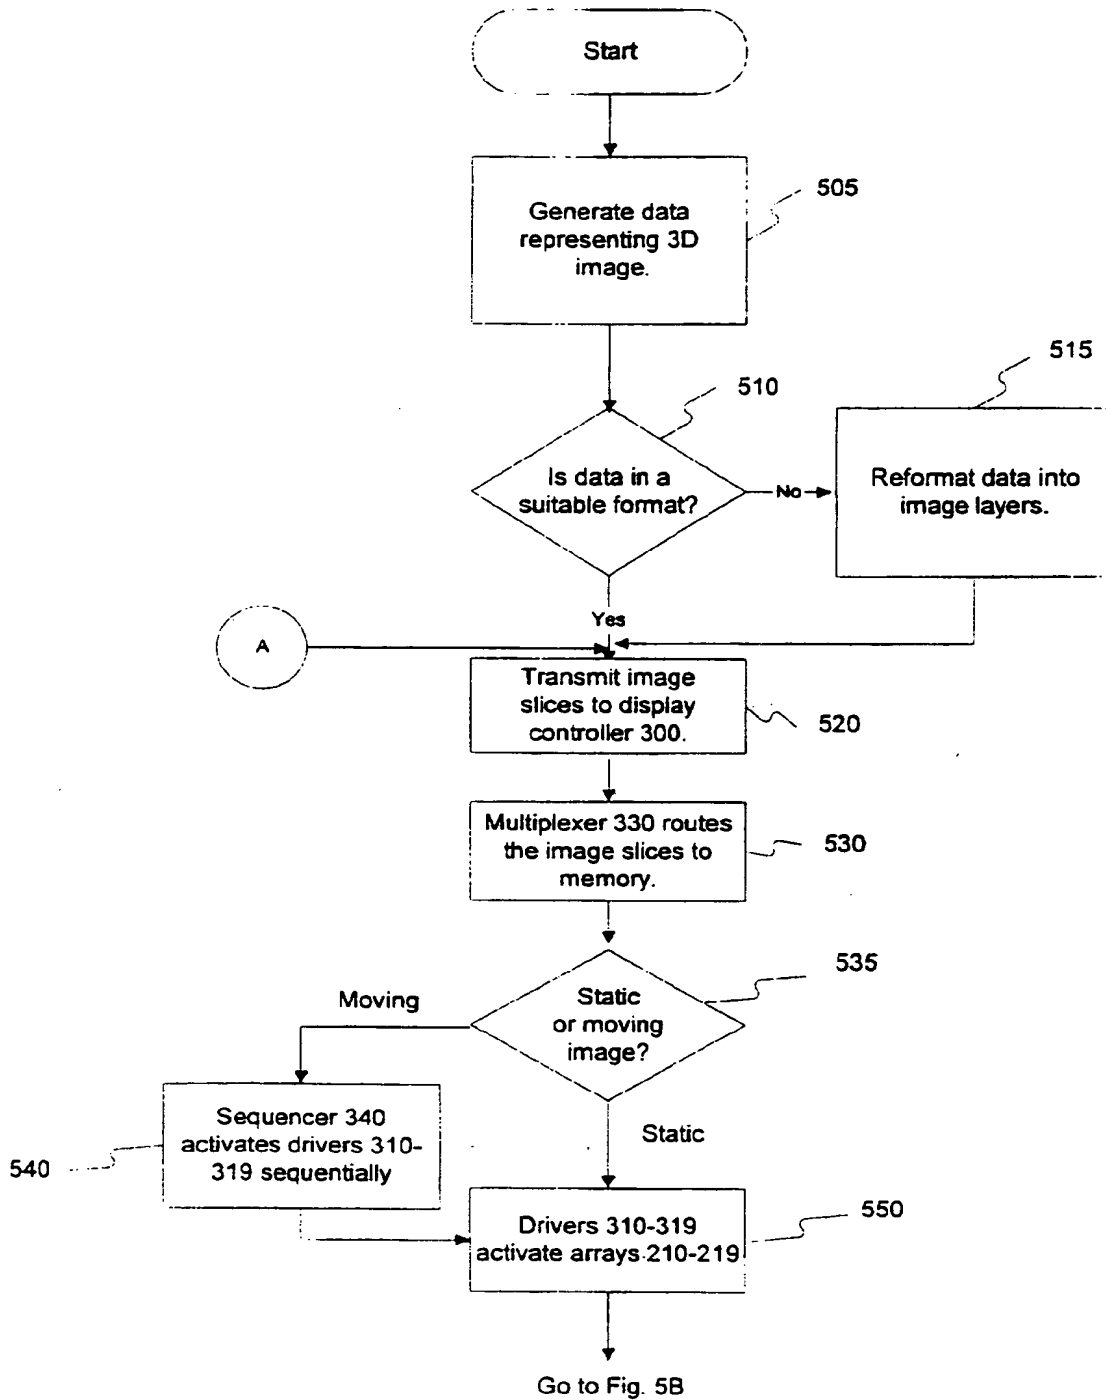 Start
Generate data
representing 3D
image.
505
510
515
Is data in a
suitable format?
No
Reformat data into
image layers.
Yes
A
Transmit image
slices to display
controller 300.
520
Multiplexer 330 routes
the image slices to
memory.
530
535
Moving
Static
or moving
image?
Sequencer 340
activates drivers 310-
319 sequentially
540
Static
Drivers 310-319
activate arrays 210-219
550
Go to Fig. 5B